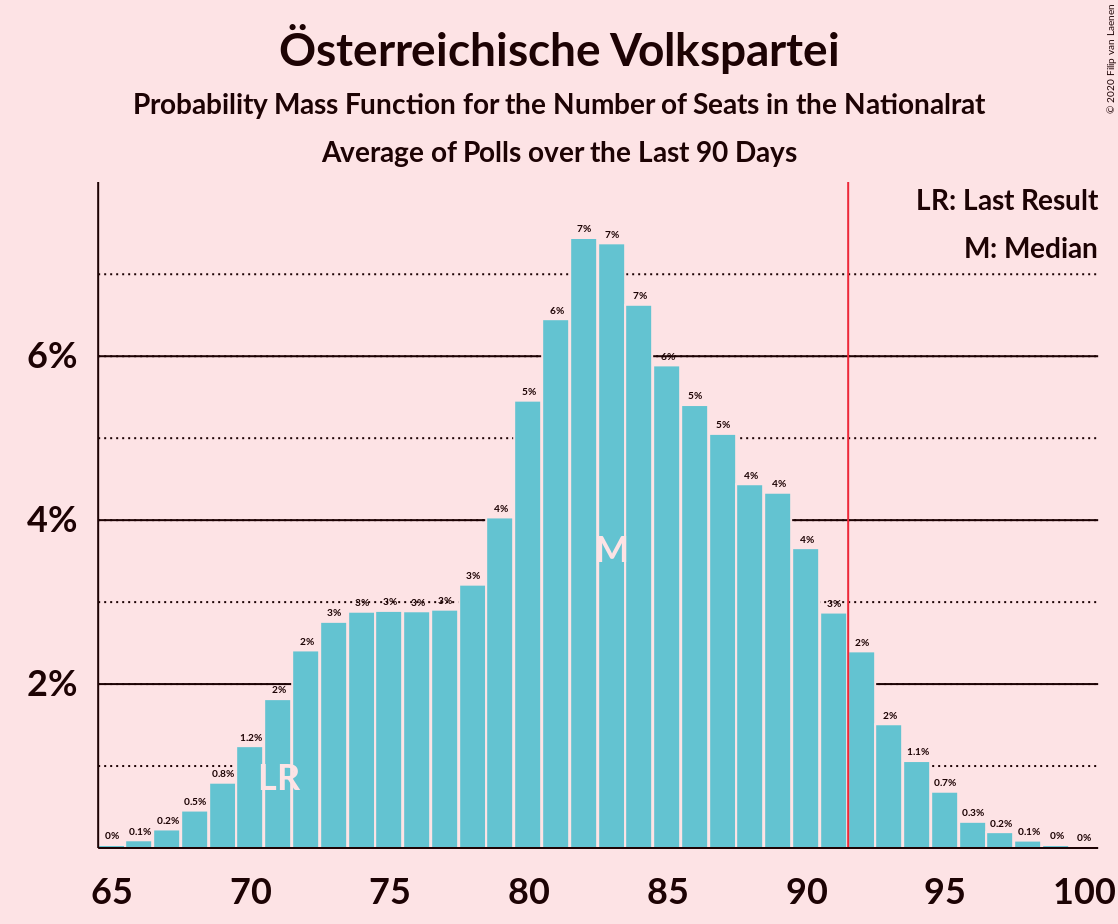 Österreichische Volkspartei
Probability Mass Function for the Number of Seats in the Nationalrat
Average of Polls over the Last 90 Days
© 2020 Filip van Laenen
LR: Last Result
M: Median
6%
4%
2%
0% 0.1% 0.2% 0.5% 0.8% 1.2% 2% 2% 3% 3% 3% 3% 3% 3% 4% 5% 6% 7% 7% 7% 6% 5% 5% 4% 4% 4% 3% 2% 2% 1.1% 0.7% 0.3% 0.2% 0.1% 0% 0%
M
LR
65 70 75 80 85 90 95 100